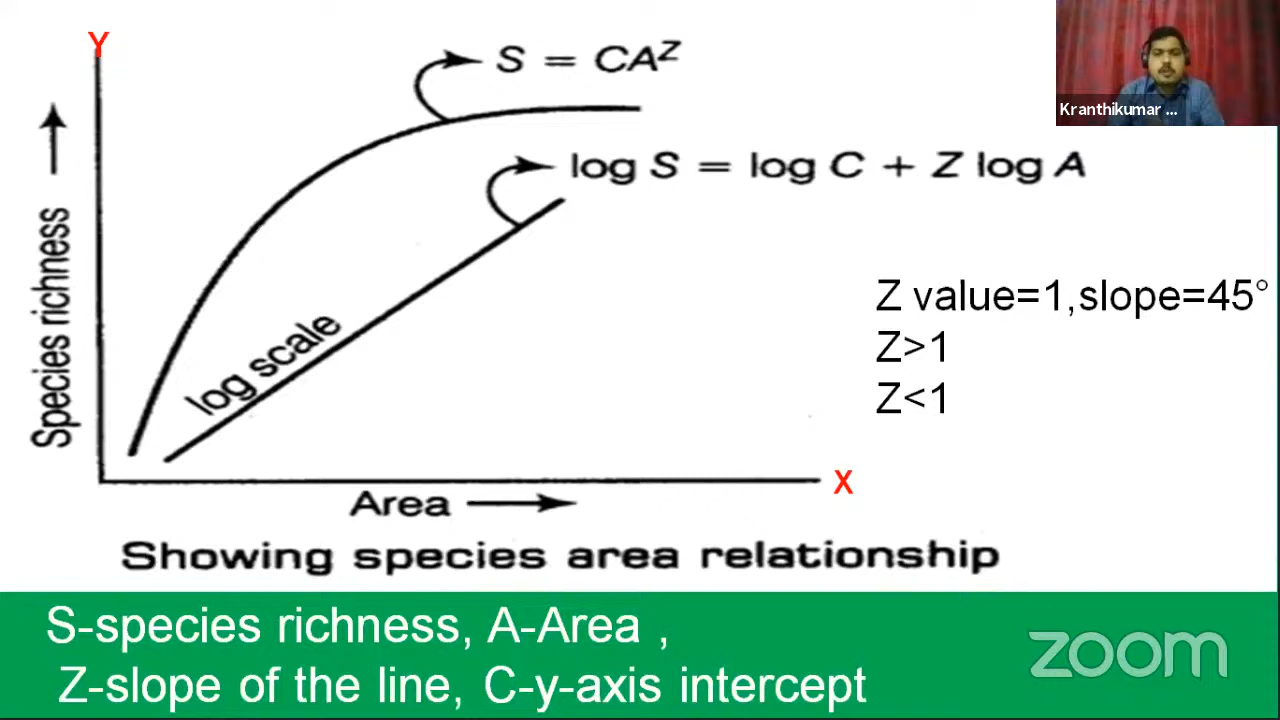 Y
S = CA^Z
Kranthikumar ...
log S = log C + Z log A
Species richness
log scale
Z value=1,slope=45°
Z>1
Z<1
X
Area
Showing species area relationship
S-species richness, A-Area ,
Z-slope of the line, C-y-axis intercept
zoom